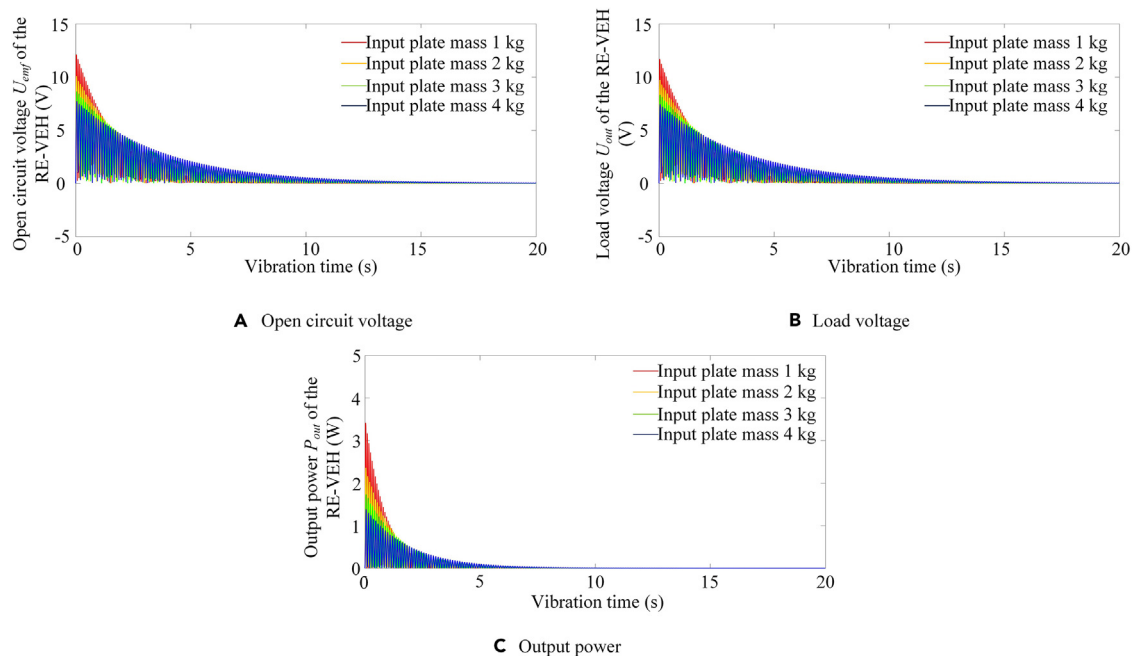 Open circuit voltage U_emf of the
RE-VEH (V)
15
10
5
0
-5
0
5
10
15
20
Input plate mass 1 kg
Input plate mass 2 kg
Input plate mass 3 kg
Input plate mass 4 kg
Vibration time (s)
A Open circuit voltage
Load voltage U_out of the RE-VEH
(V)
15
10
5
0
-5
0
5
10
15
20
Input plate mass 1 kg
Input plate mass 2 kg
Input plate mass 3 kg
Input plate mass 4 kg
Vibration time (s)
B Load voltage
Output power P_out of the
RE-VEH (W)
5
4
3
2
1
0
0
5
10
15
20
Input plate mass 1 kg
Input plate mass 2 kg
Input plate mass 3 kg
Input plate mass 4 kg
Vibration time (s)
C Output power